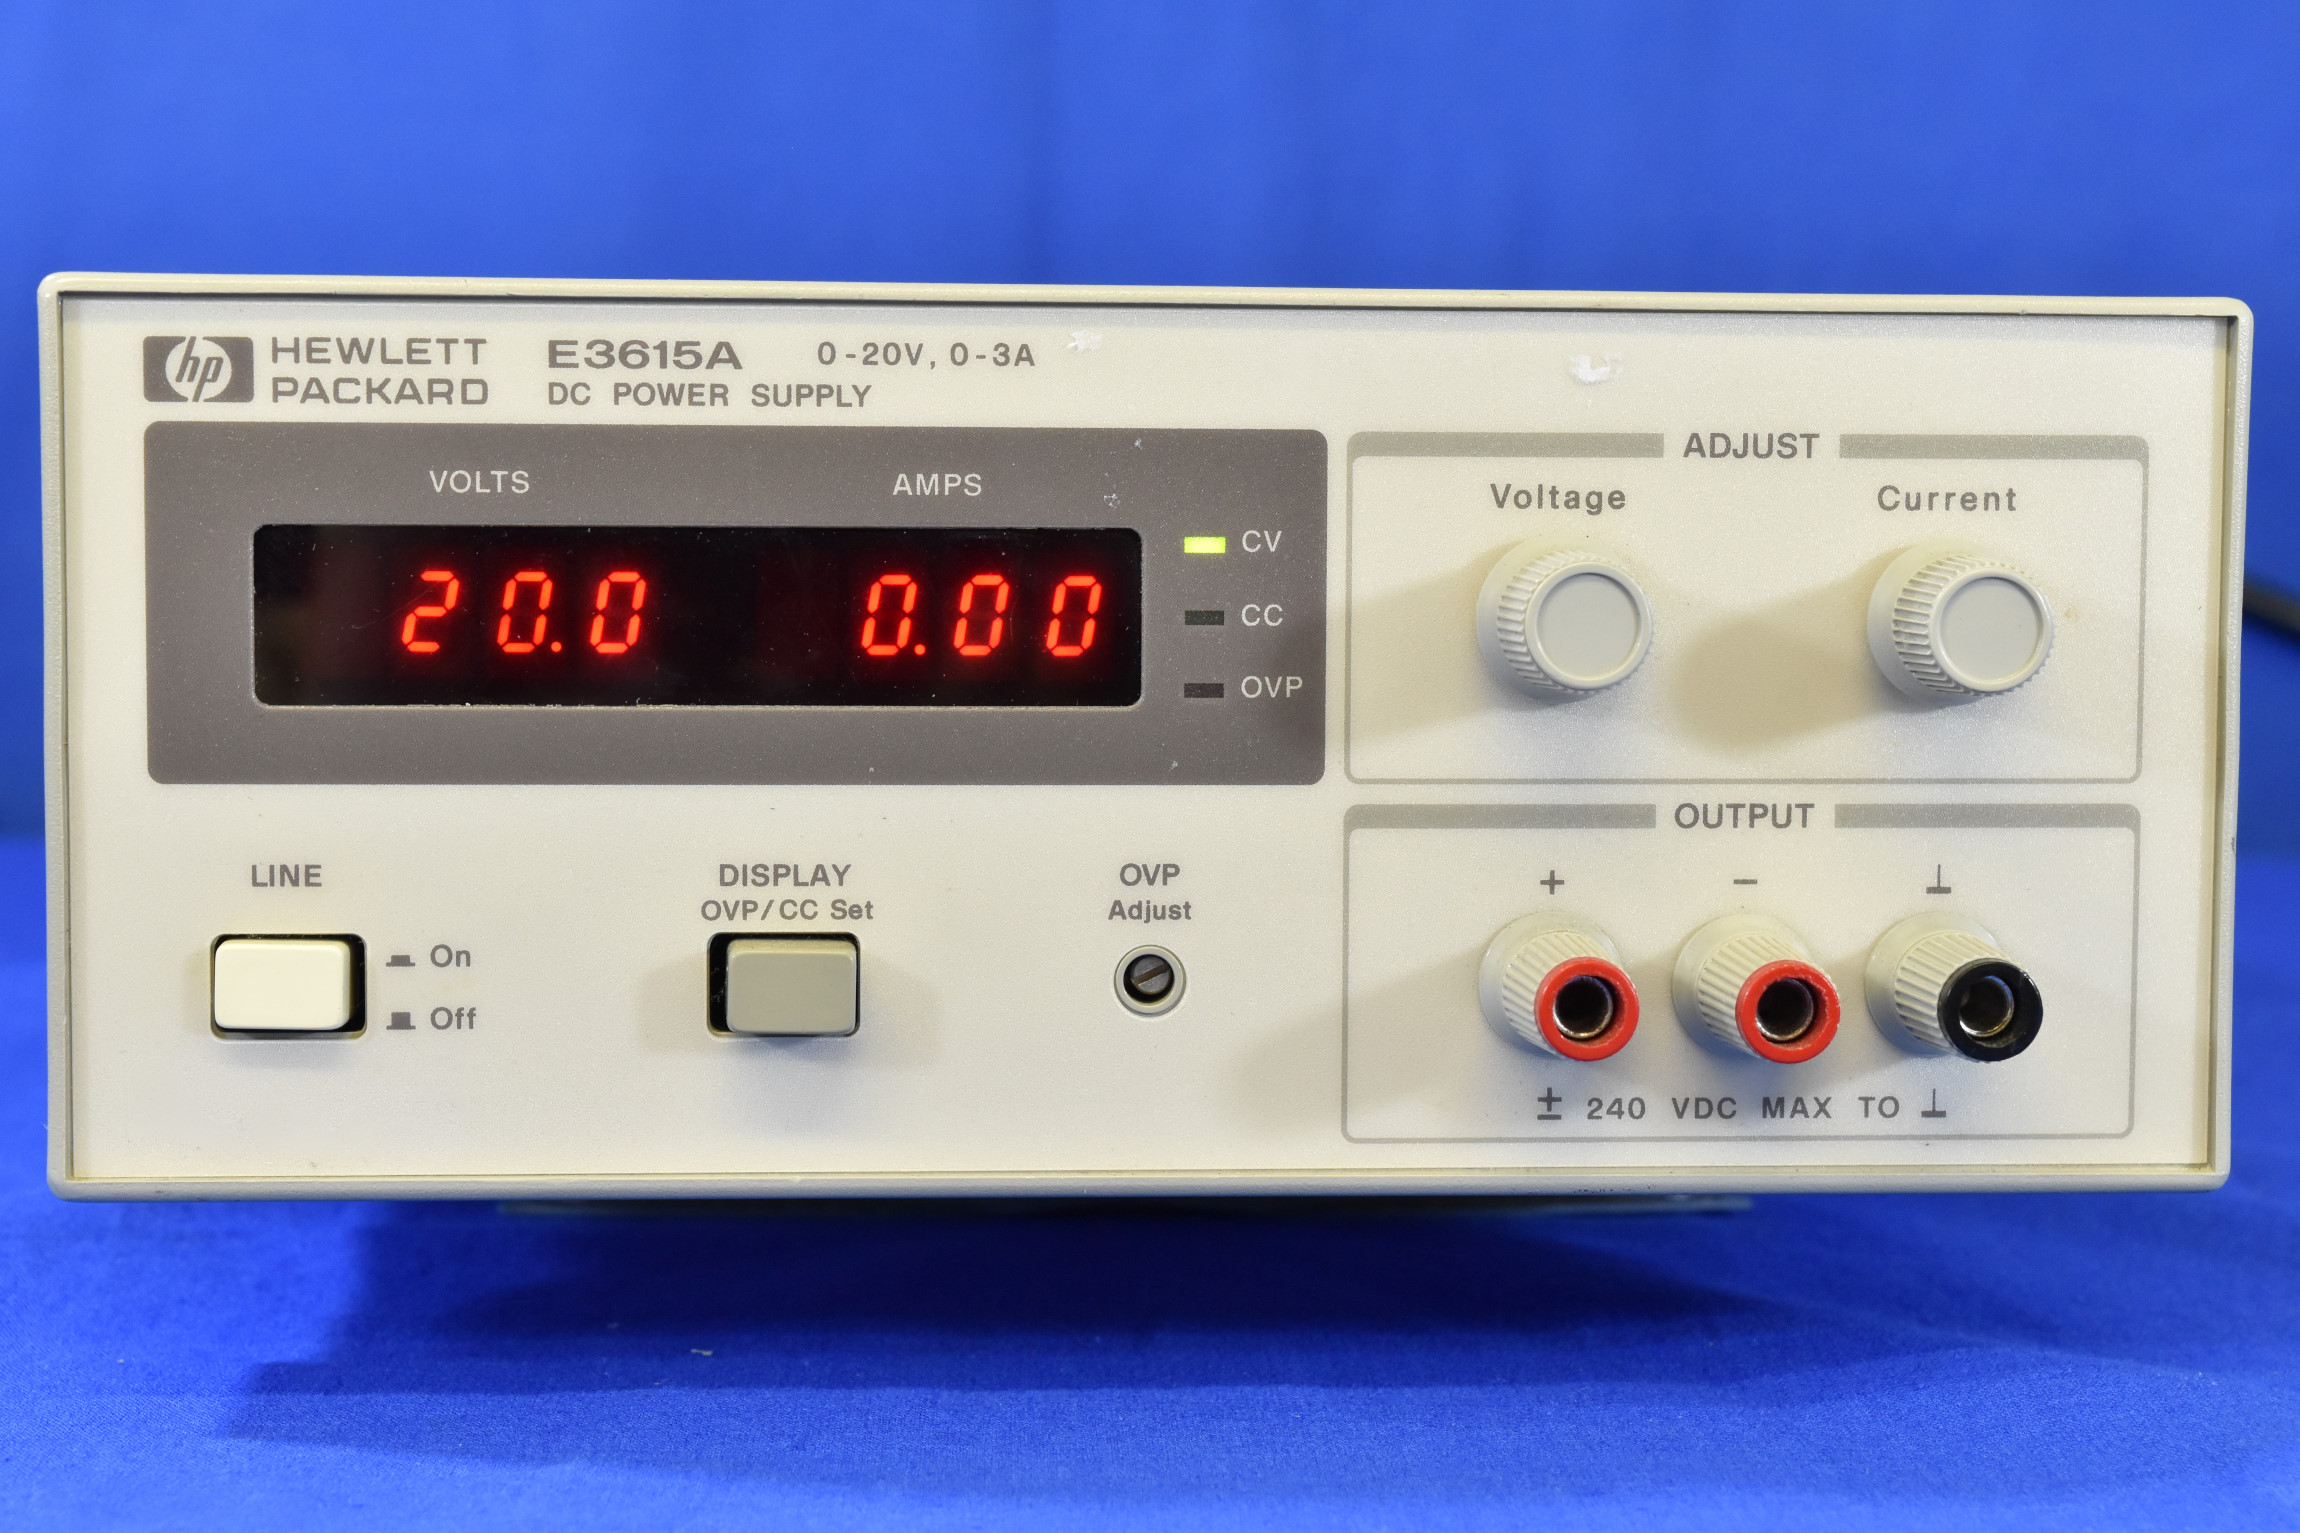 hp HEWLETT PACKARD
E3615A 0-20V, 0-3A
DC POWER SUPPLY
VOLTS AMPS
20.0 0.00
CV
CC
OVP
ADJUST
Voltage Current
LINE
On
Off
DISPLAY
OVP/CC Set
OVP
Adjust
OUTPUT
+ − ⊥
± 240 VDC MAX TO ⊥